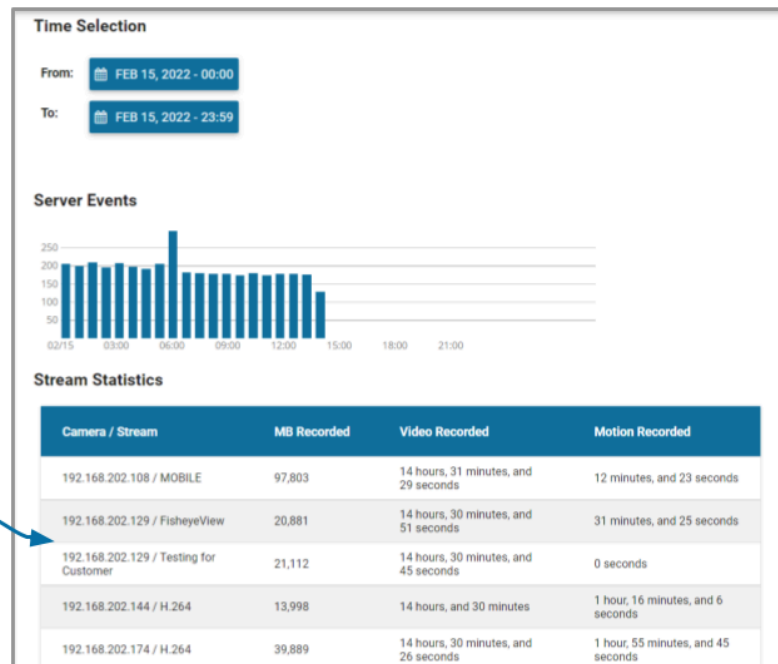 Time Selection
From:
FEB 15, 2022 - 00:00
To:
FEB 15, 2022 - 23:59
Server Events
250
200
150
100
50
02/15 03:00 06:00 09:00 12:00 15:00 18:00 21:00
Stream Statistics
Camera / Stream MB Recorded Video Recorded Motion Recorded
192.168.202.108 / MOBILE 97,803 14 hours, 31 minutes, and
29 seconds 12 minutes, and 23 seconds
192.168.202.129 / FisheyeView 20,881 14 hours, 30 minutes, and
51 seconds 31 minutes, and 25 seconds
192.168.202.129 / Testing for
Customer 21,112 14 hours, 30 minutes, and
45 seconds 0 seconds
192.168.202.144 / H.264 13,998 14 hours, and 30 minutes 1 hour, 16 minutes, and 6
seconds
192.168.202.174 / H.264 39,889 14 hours, 30 minutes, and
26 seconds 1 hour, 55 minutes, and 45
seconds